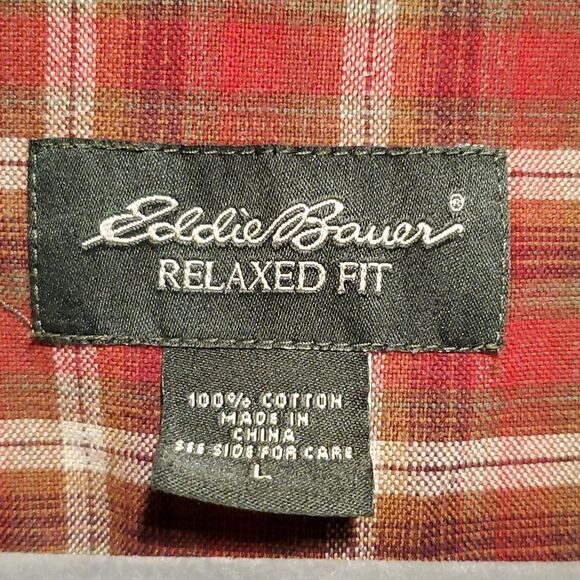 Eddie Bauer®
RELAXED FIT
100% COTTON
MADE IN
CHINA
SEE SIDE FOR CARE
L